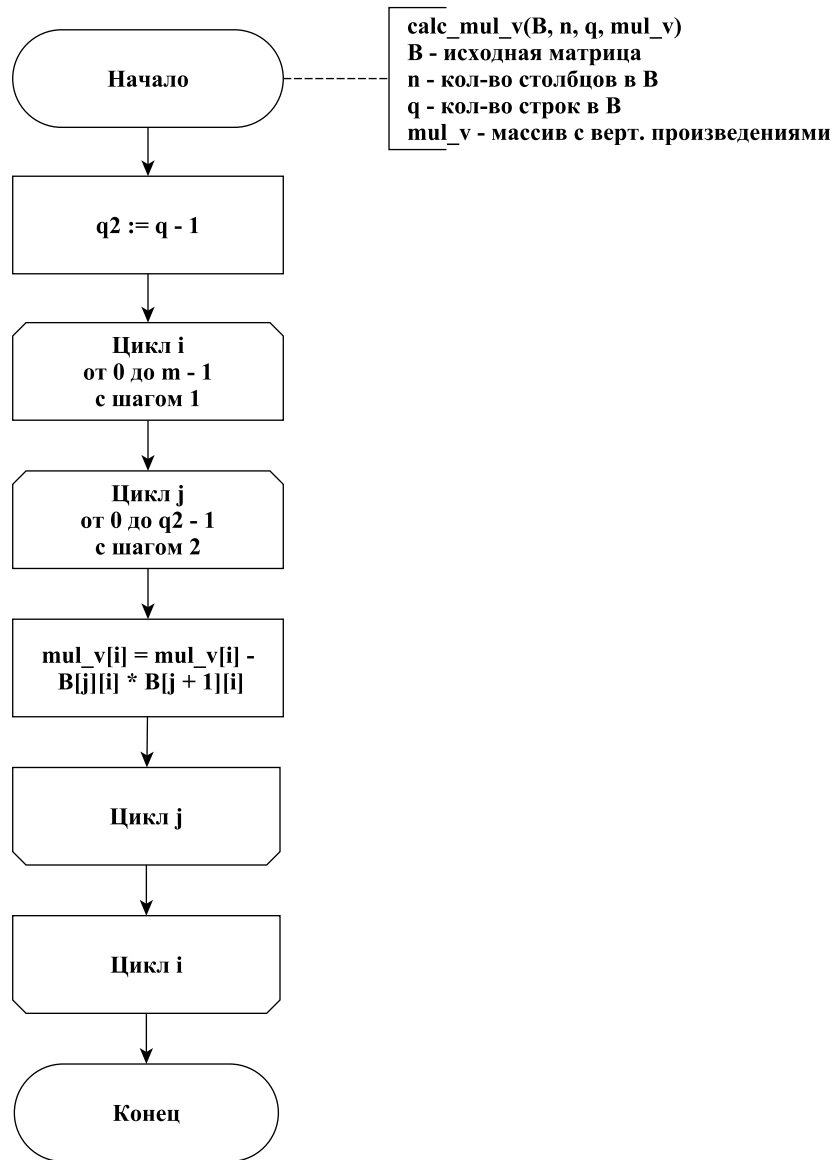 Начало
calc_mul_v(B, n, q, mul_v)
B - исходная матрица
n - кол-во столбцов в B
q - кол-во строк в B
mul_v - массив с верт. произведениями
q2 := q - 1
Цикл i
от 0 до m - 1
с шагом 1
Цикл j
от 0 до q2 - 1
с шагом 2
mul_v[i] = mul_v[i] -
B[j][i] * B[j + 1][i]
Цикл j
Цикл i
Конец